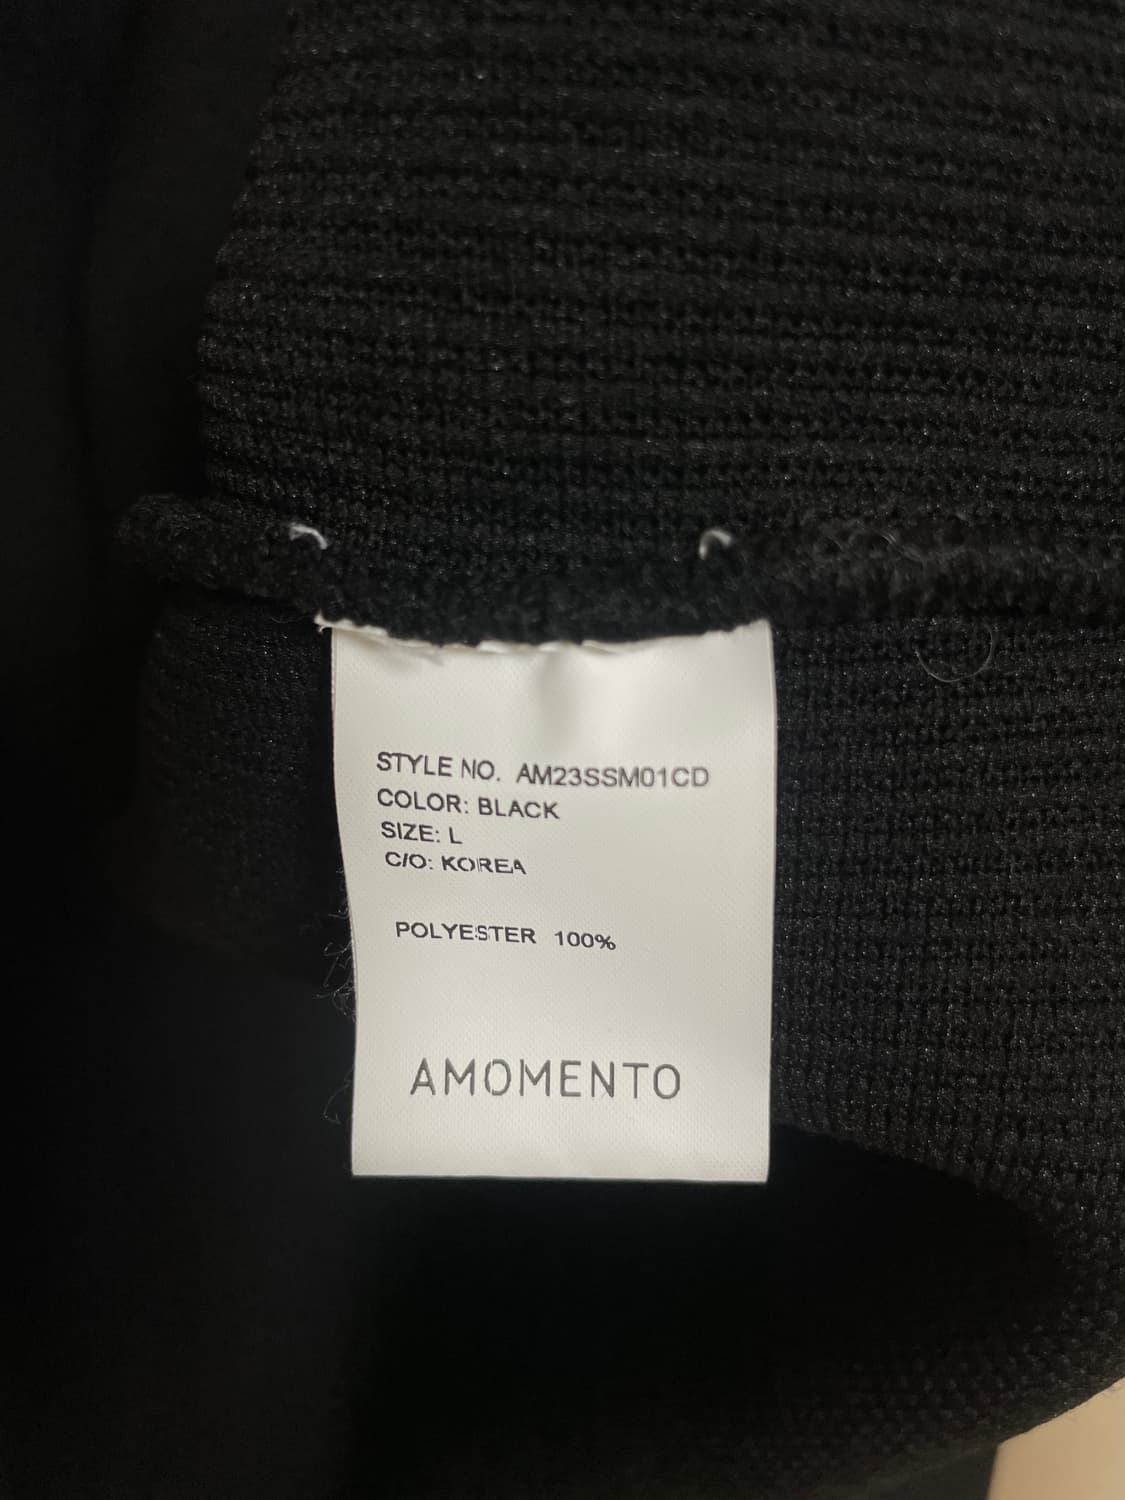 STYLE NO. AM23SSM01CD
COLOR: BLACK
SIZE: L
C/O: KOREA
POLYESTER 100%
AMOMENTO